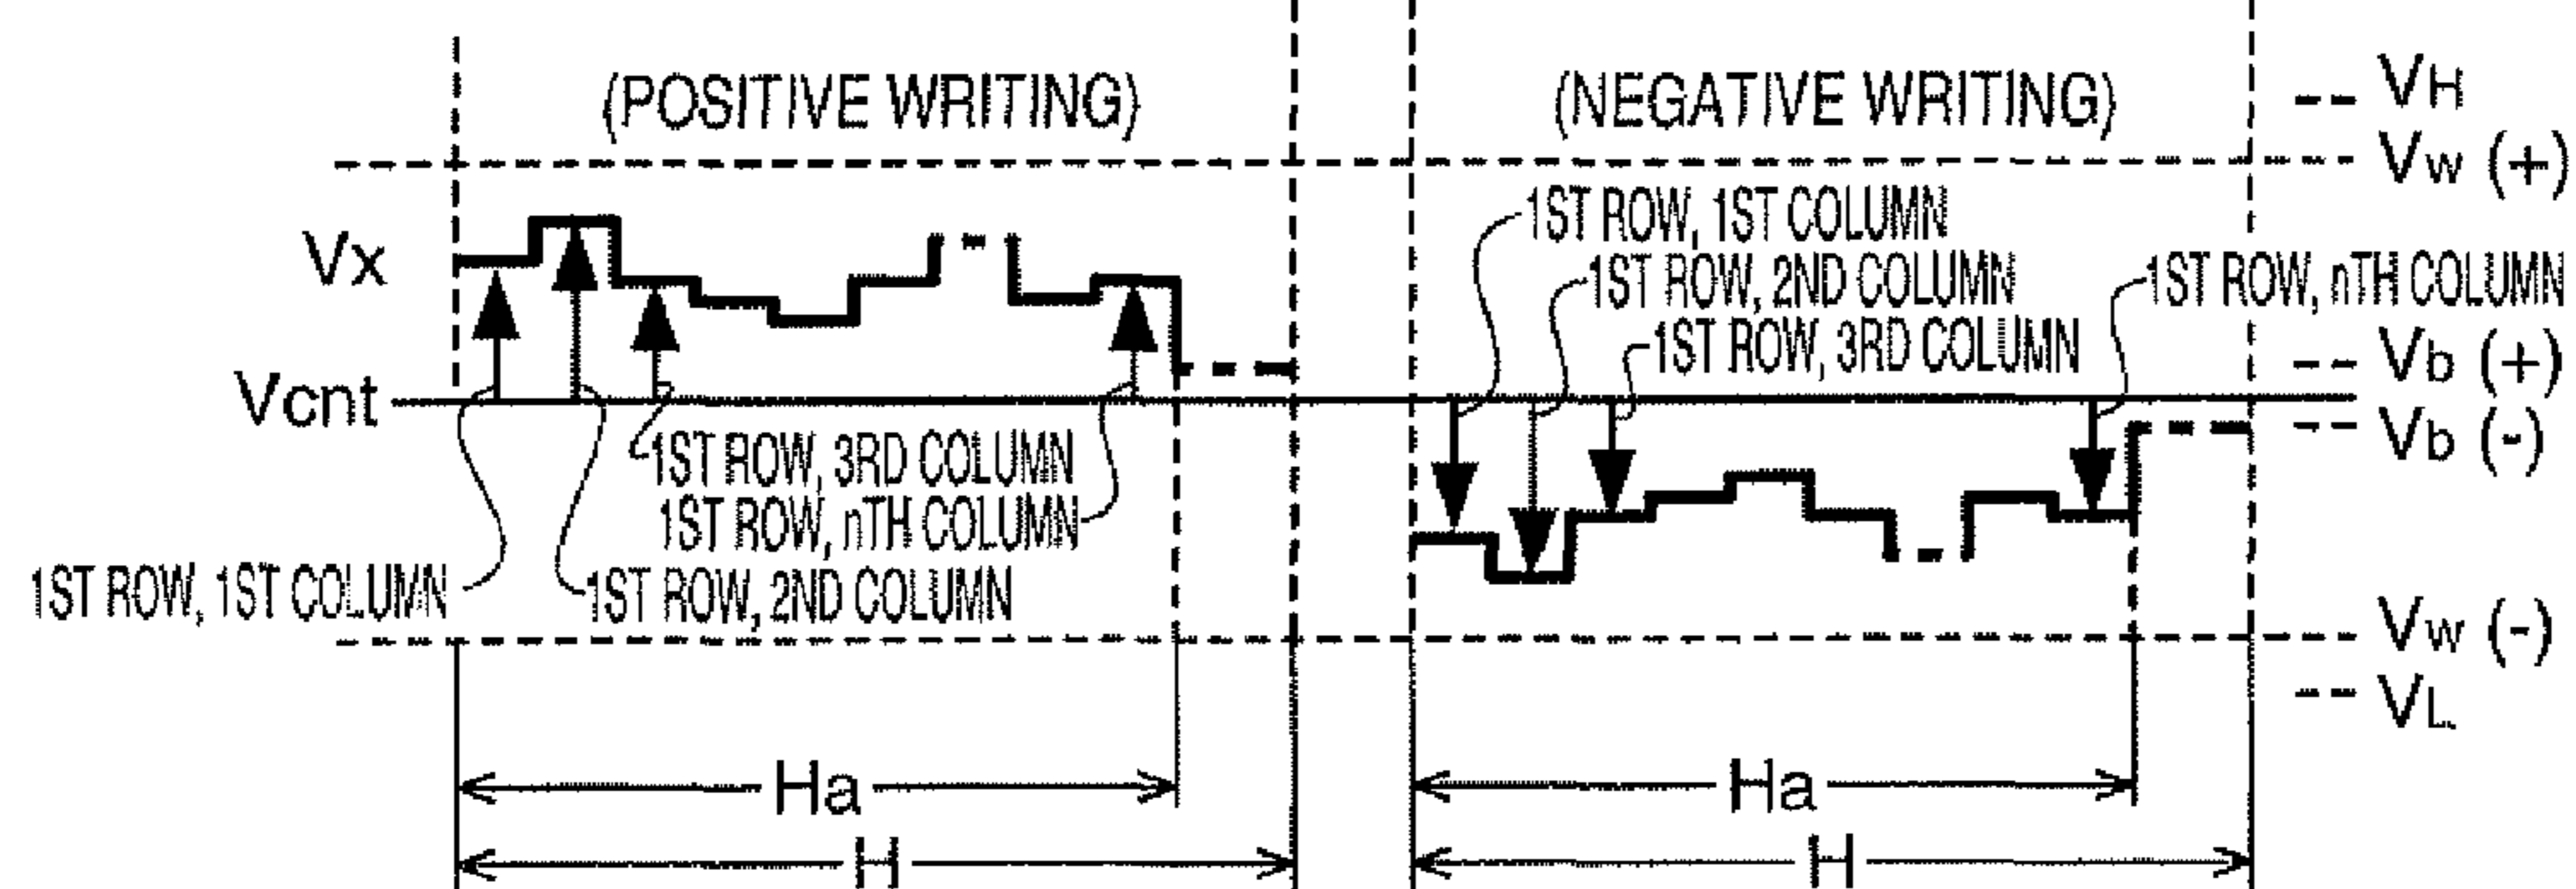 (POSITIVE WRITING)
(NEGATIVE WRITING)
VH
Vw (+)
Vx
1ST ROW, 1ST COLUMN
1ST ROW, 2ND COLUMN
1ST ROW, nTH COLUMN
1ST ROW, 3RD COLUMN
Vb (+)
Vcnt
Vb (-)
1ST ROW, 3RD COLUMN
1ST ROW, nTH COLUMN
1ST ROW, 1ST COLUMN
1ST ROW, 2ND COLUMN
Vw (-)
VL
Ha
Ha
H
H